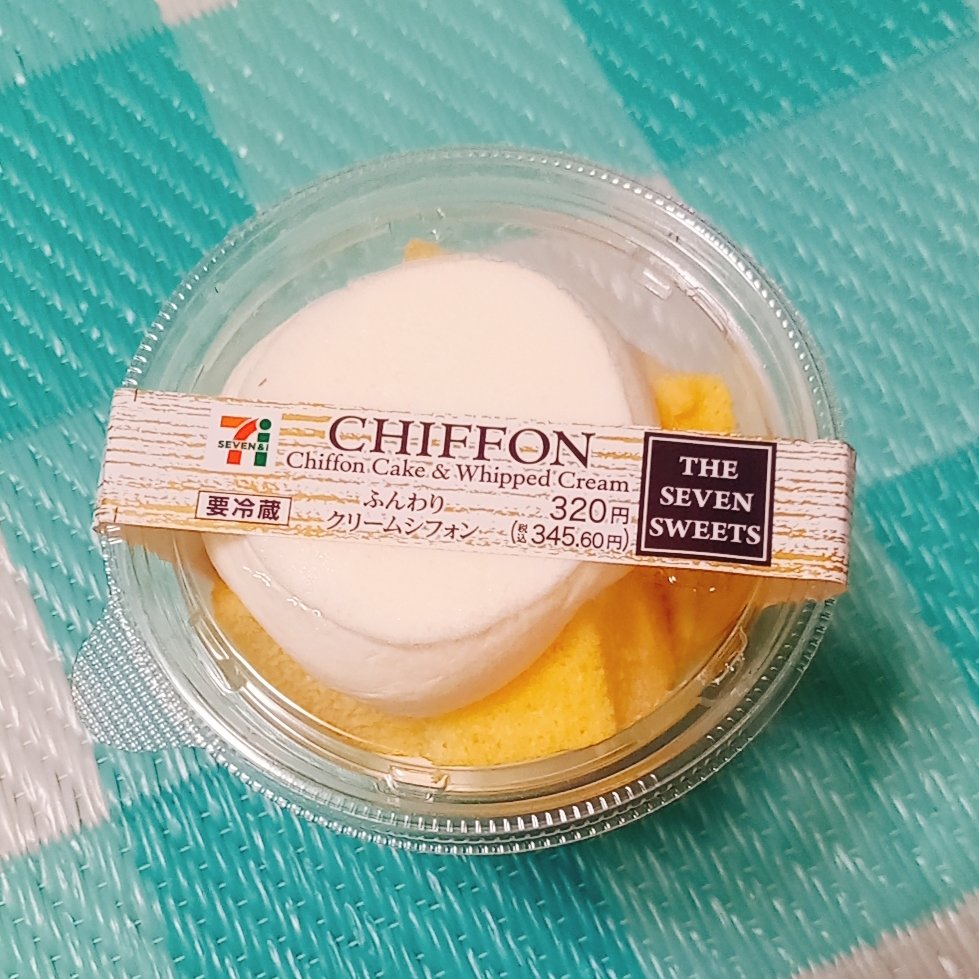 SEVEN&i
CHIFFON
Chiffon Cake & Whipped Cream
要冷蔵
ふんわり
クリームシフォン
320円
(税込345.60円)
THE
SEVEN
SWEETS